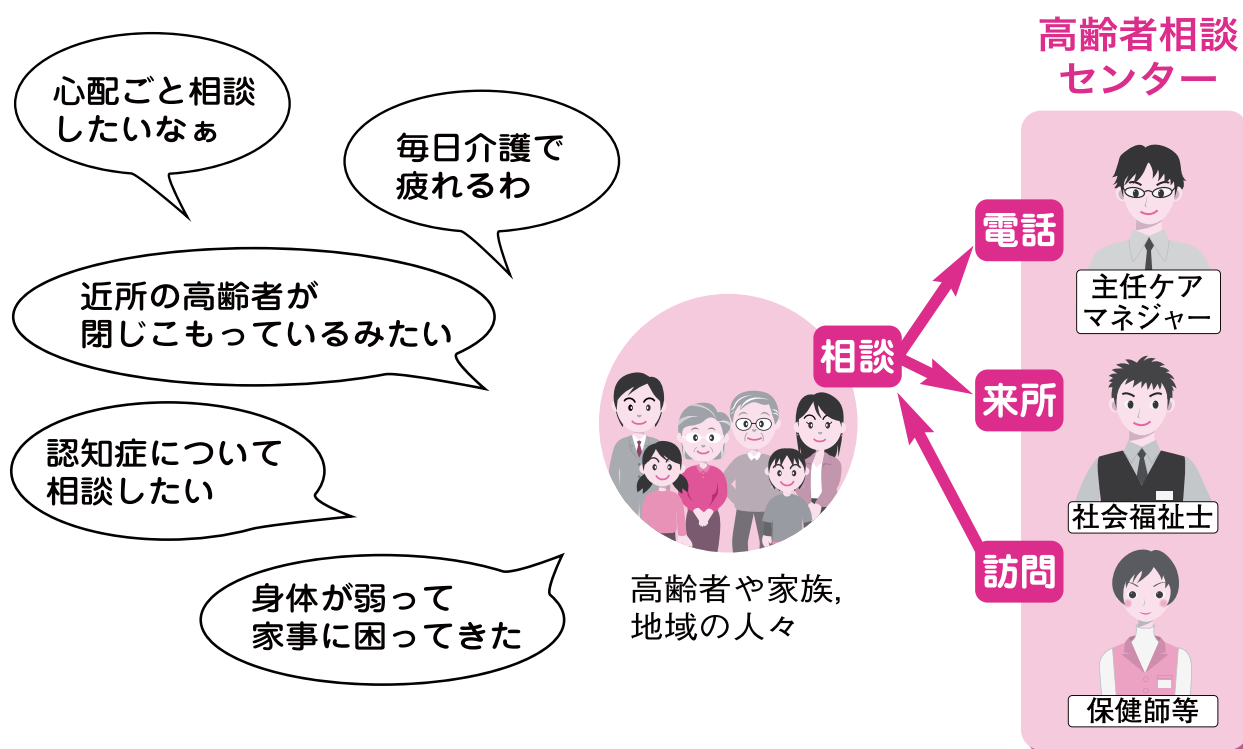 心配ごと相談
したいなぁ
毎日介護で
疲れるわ
近所の高齢者が
閉じこもっているみたい
認知症について
相談したい
身体が弱って
家事に困ってきた
高齢者や家族,
地域の人々
相談
電話
来所
訪問
高齢者相談
センター
主任ケア
マネジャー
社会福祉士
保健師等